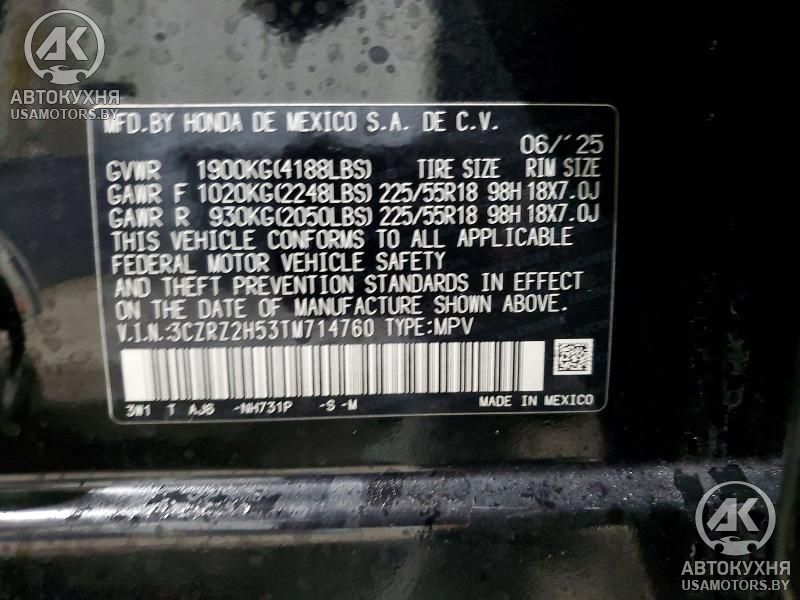 AK
АВТОКУХНЯ
USAMOTORS.BY
MFD.BY HONDA DE MEXICO S.A. DE C.V.
06/'25
GVWR 1900KG(4188LBS) TIRE SIZE RIM SIZE
GAWR F 1020KG(2248LBS) 225/55R18 98H 18X7.0J
GAWR R 930KG(2050LBS) 225/55R18 98H 18X7.0J
THIS VEHICLE CONFORMS TO ALL APPLICABLE
FEDERAL MOTOR VEHICLE SAFETY
AND THEFT PREVENTION STANDARDS IN EFFECT
ON THE DATE OF MANUFACTURE SHOWN ABOVE.
V.I.N.:3CZRZ2H53TM714760 TYPE:MPV
3W1 T AJ6 -NH731P -S -M MADE IN MEXICO
AK
АВТОКУХНЯ
USAMOTORS.BY